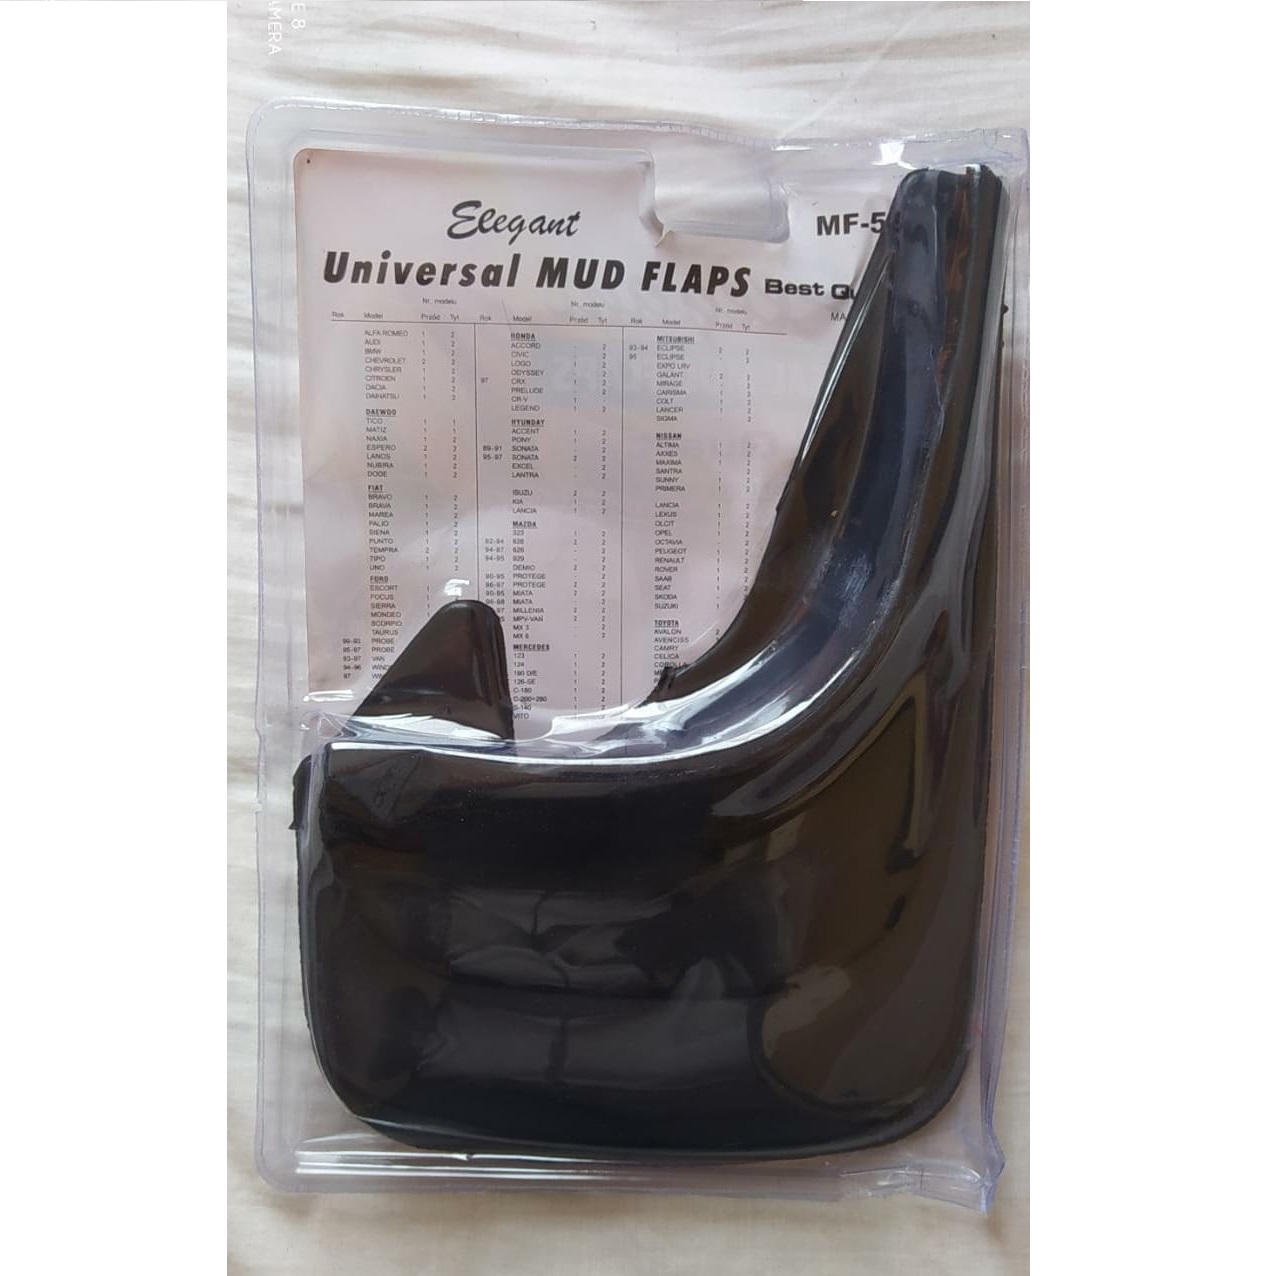 Elegant
MF-5
Universal MUD FLAPS Best Qu
MA
Nr. modelu Nr. modelu Nr. modelu
Rok Model Przód Tył Rok Model Przód Tył Rok Model Przód Tył
ALFA ROMEO 1 2
AUDI 1 2
BMW 1 2
CHEVROLET 2 2
CHRYSLER 1 2
CITROEN 1 2
DACIA 1 2
DAIHATSU 1 2
DAEWOO
TICO 1 1
MATIZ 1 1
NAXIA 1 2
ESPERO 2 2
LANOS 1 2
NUBIRA 1 2
DODE 1 2
FIAT
BRAVO 1 2
BRAVA 1 2
MAREA 1 2
PALIO 1 2
SIENA 1 2
PUNTO 1 2
TEMPRA 2 2
TIPO 1 2
UNO 2
FORD
ESCORT 1
FOCUS 1
SIERRA 1
MONDEO
SCORPIO
TAURUS
PROBE
95-97 PROBE
93-97 VAN
94-96 WIND
97 WIN
HONDA
ACCORD - 2
CIVIC - 2
LOGO 1 2
ODYSSEY - 2
97 CRX - 2
PRELUDE - 2
CR-V 1
LEGEND 1 2
HYUNDAY
ACCENT 1 2
PONY 1 2
89-91 SONATA - 2
95-97 SONATA 2 2
EXCEL - 2
LANTRA - 2
ISUZU 2 2
KIA 1 2
LANCIA 1 2
MAZDA
323 1 2
92-94 626 2 2
94-97 626 - 2
94-95 929 - 2
DEMIO 2 2
90-95 PROTEGE - 2
96-97 PROTEGE 2 2
90-95 MIATA 2 2
96-98 MIATA - 2
97 MILLENIA 2 2
95 MPV-VAN 2 2
MX 3 - 2
MX 6 - 2
MERCEDES
123 1 2
124 1 2
190 D/E 1 2
126-SE 1 2
C-180 1 2
C-200÷280 1 2
S-140 1 2
VITO 1 2
MITSUBISHI
93-94 ECLIPSE 2 2
95 ECLIPSE - 2
EXPO LRV
GALANT 2 2
MIRAGE - 2
CARISMA - 2
COLT 1 2
LANCER 1 2
SIGMA - 2
NISSAN
ALTIMA 1 2
AXXES 1 2
MAXIMA 1 2
SANTRA - 2
SUNNY 1 2
PRIMERA 1 2
LANCIA 1 2
LEXUS 1 2
OLCIT 1 2
OPEL 1 2
OCTAVIA - 2
PEUGEOT 1 2
RENAULT 1 2
ROVER 1 2
SAAB 1 2
SEAT 1 2
SKODA - 2
SUZUKI 1 2
TOYOTA
AVALON 2
AVENCISS
CAMRY
CELICA
COROLLA